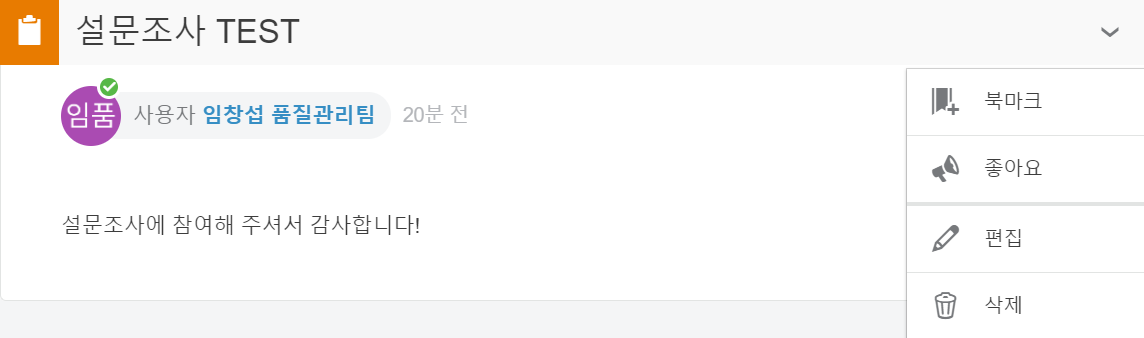 설문조사 TEST
임품 사용자 임창섭 품질관리팀 20분 전
설문조사에 참여해 주셔서 감사합니다!
북마크
좋아요
편집
삭제